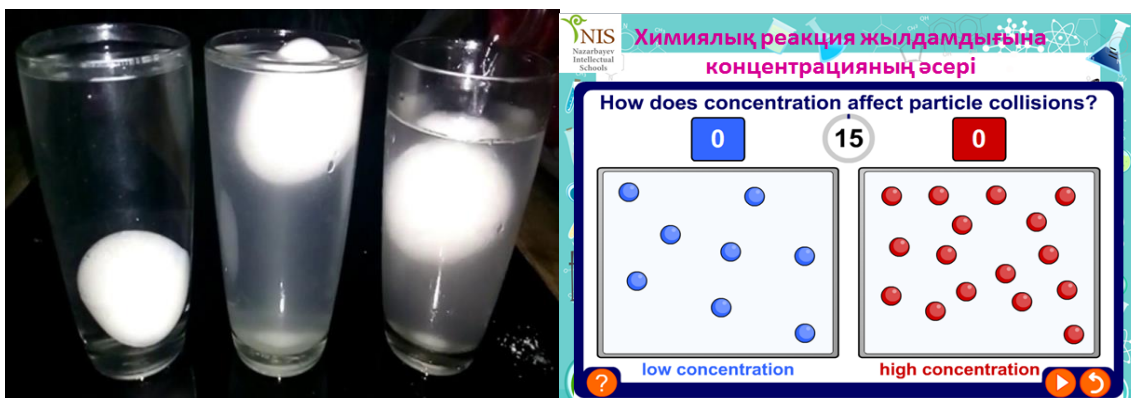 NIS
Nazarbayev
Intellectual
Schools
Химиялық реакция жылдамдығына
концентрацияның әсері
How does concentration affect particle collisions?
0
15
0
low concentration
high concentration
?